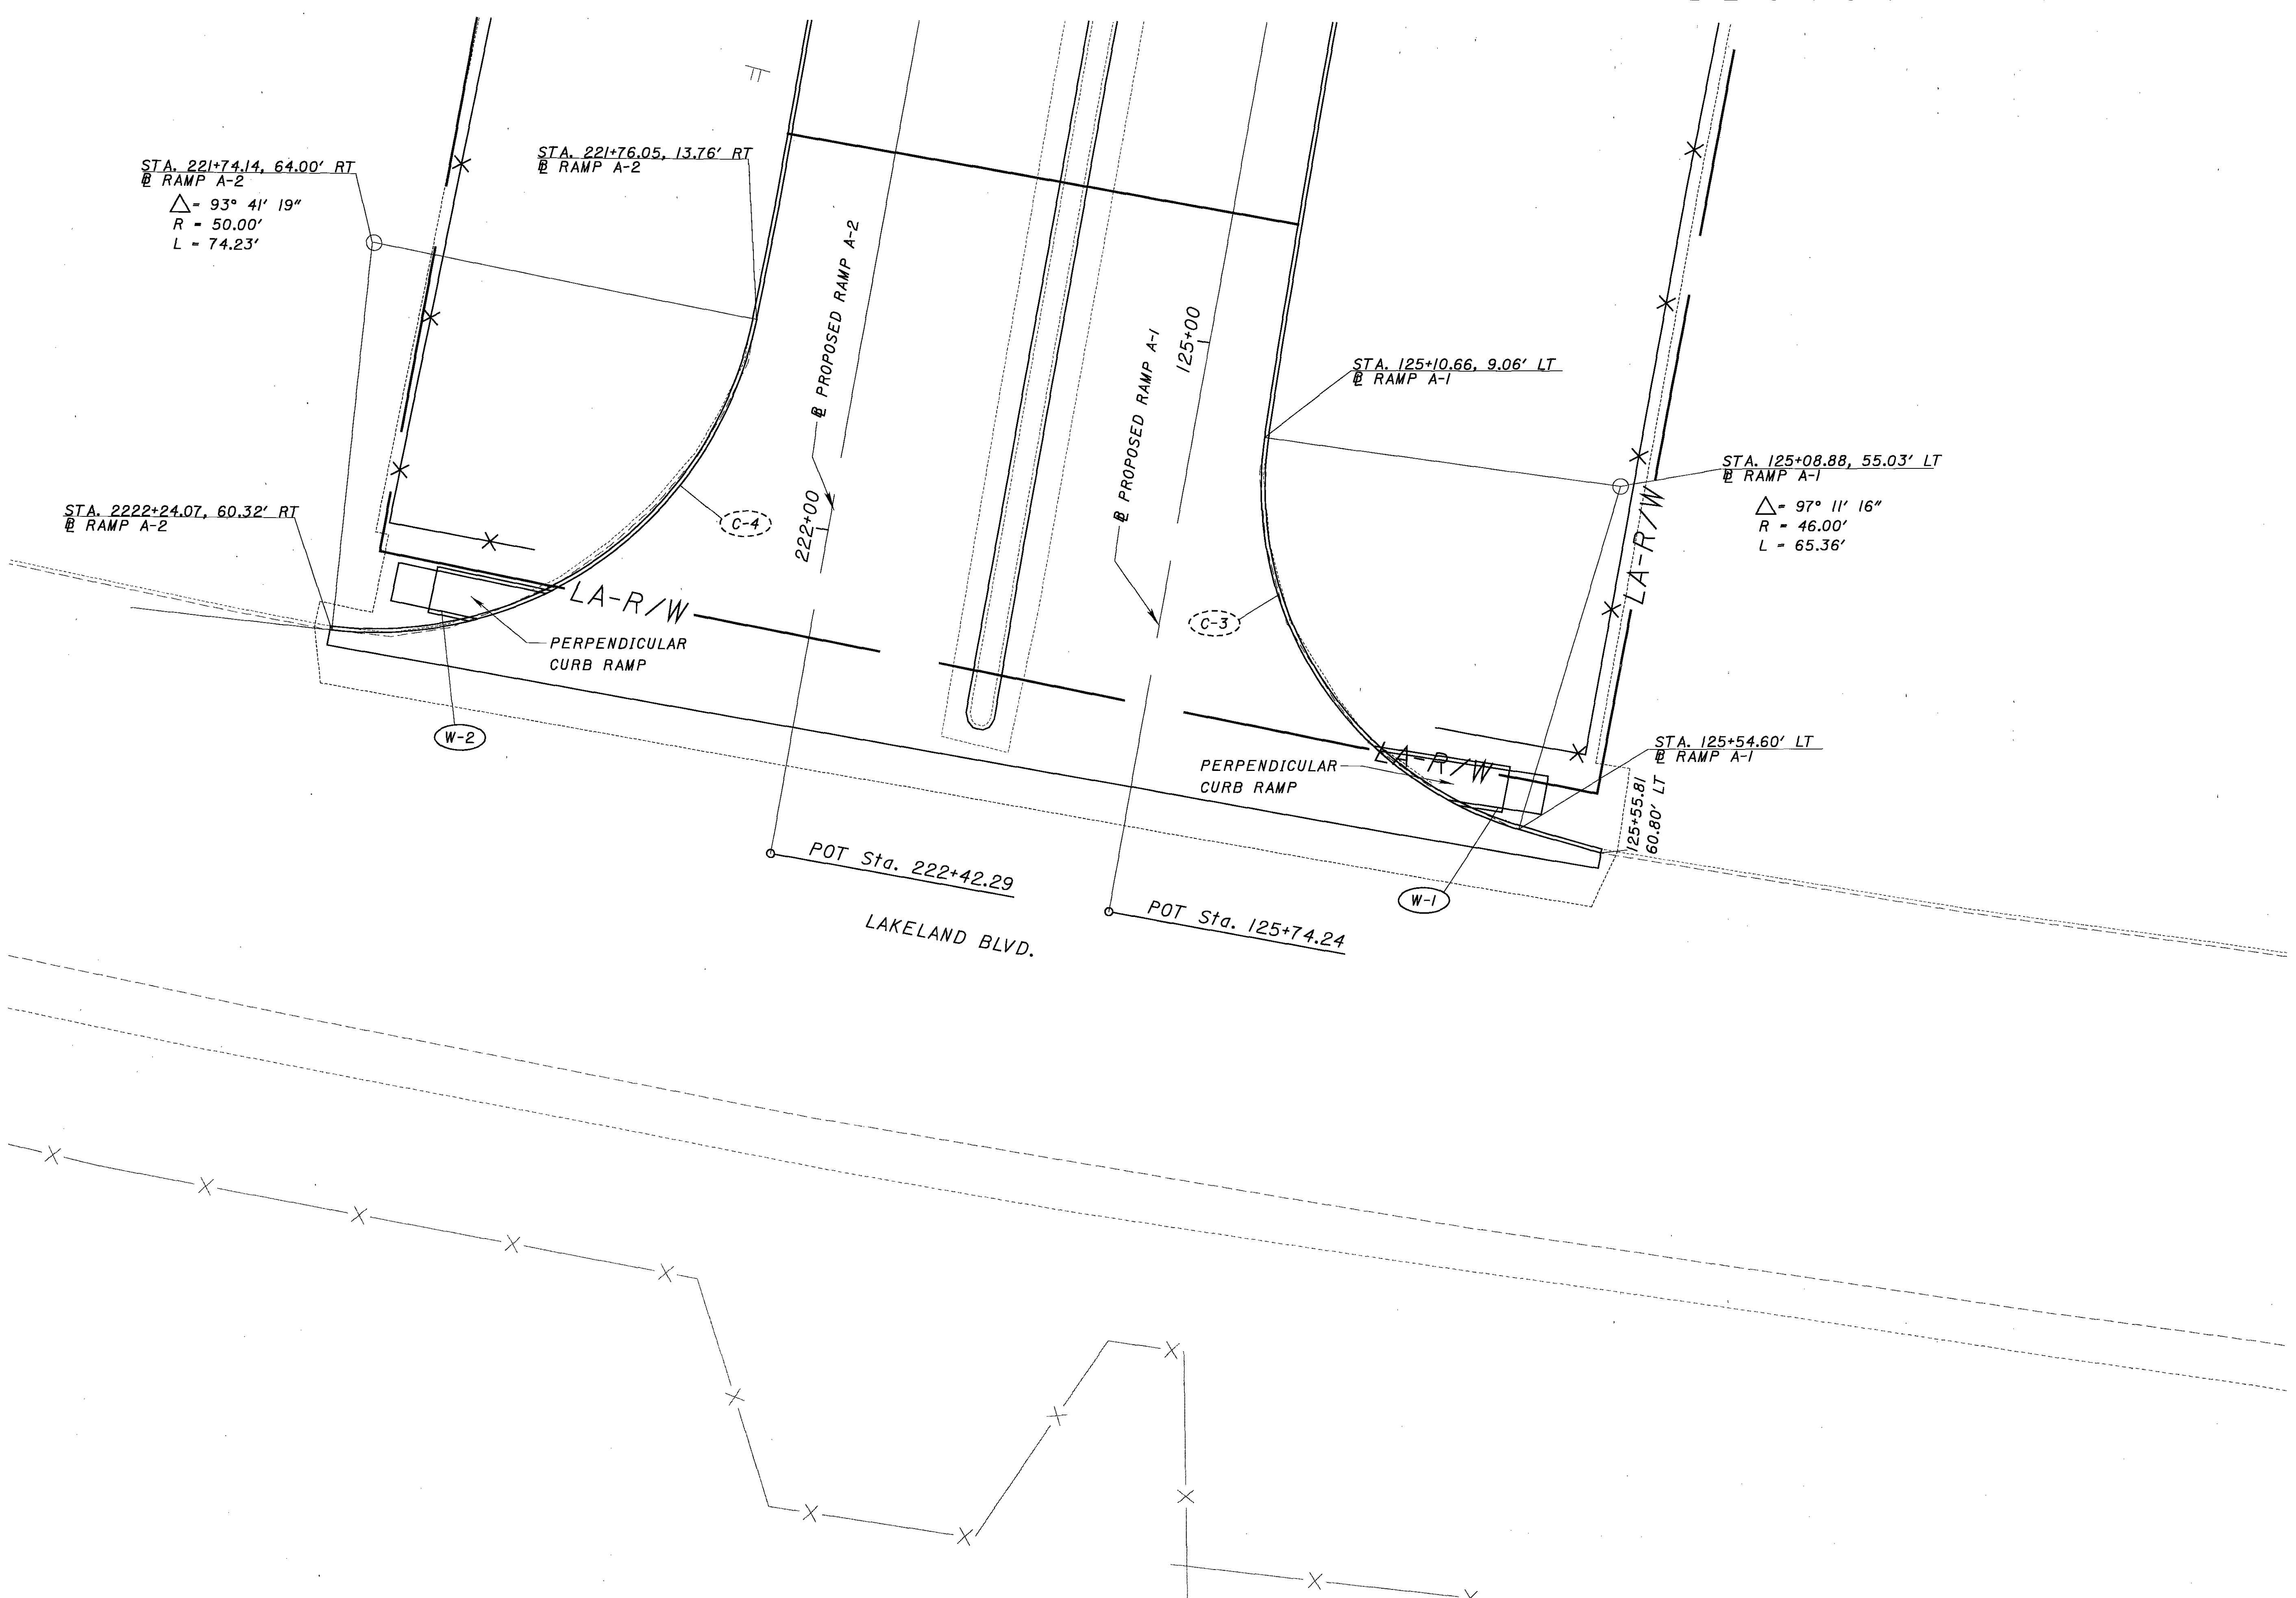 STA. 221+74.14, 64.00' RT
℄ RAMP A-2
△= 93° 41' 19"
R = 50.00'
L = 74.23'
STA. 221+76.05, 13.76' RT
℄ RAMP A-2
℄ PROPOSED RAMP A-2
222+00
℄ PROPOSED RAMP A-1
125+00
STA. 125+10.66, 9.06' LT
℄ RAMP A-1
STA. 125+08.88, 55.03' LT
℄ RAMP A-1
△= 97° 11' 16"
R = 46.00'
L = 65.36'
LA-R/W
STA. 2222+24.07, 60.32' RT
℄ RAMP A-2
C-4
LA-R/W
PERPENDICULAR
CURB RAMP
W-2
C-3
PERPENDICULAR
CURB RAMP
LA-R/W
STA. 125+54.60' LT
℄ RAMP A-1
125+55.81
60.80' LT
W-1
POT Sta. 222+42.29
POT Sta. 125+74.24
LAKELAND BLVD.